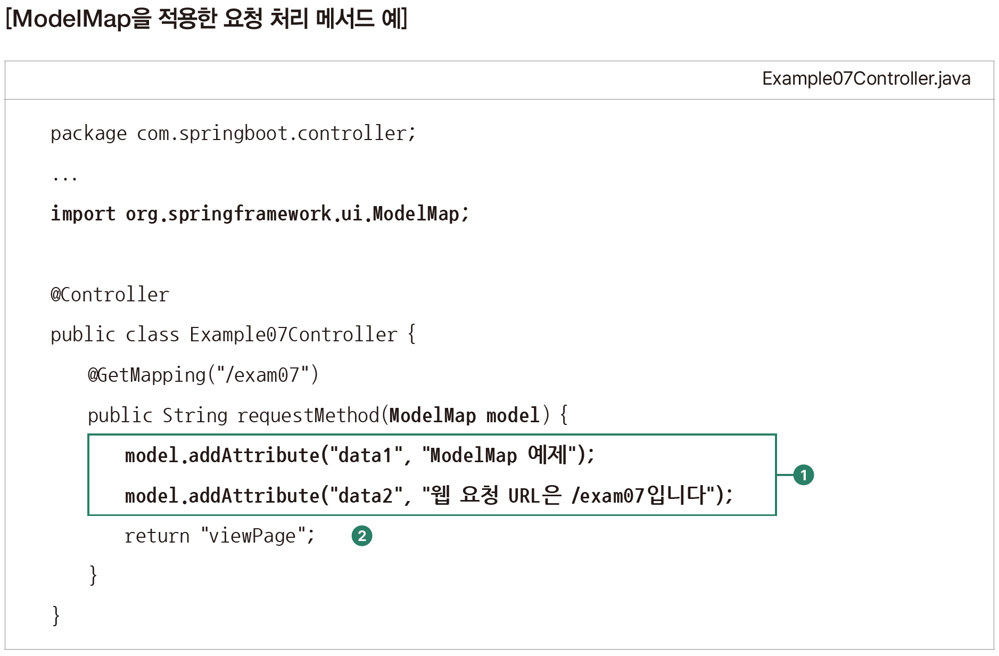 [ModelMap을 적용한 요청 처리 메서드 예]
Example07Controller.java
package com.springboot.controller;
...
import org.springframework.ui.ModelMap;
@Controller
public class Example07Controller {
@GetMapping("/exam07")
public String requestMethod(ModelMap model) {
model.addAttribute("data1", "ModelMap 예제");
model.addAttribute("data2", "웹 요청 URL은 /exam07입니다");
1
return "viewPage"; 2
}
}